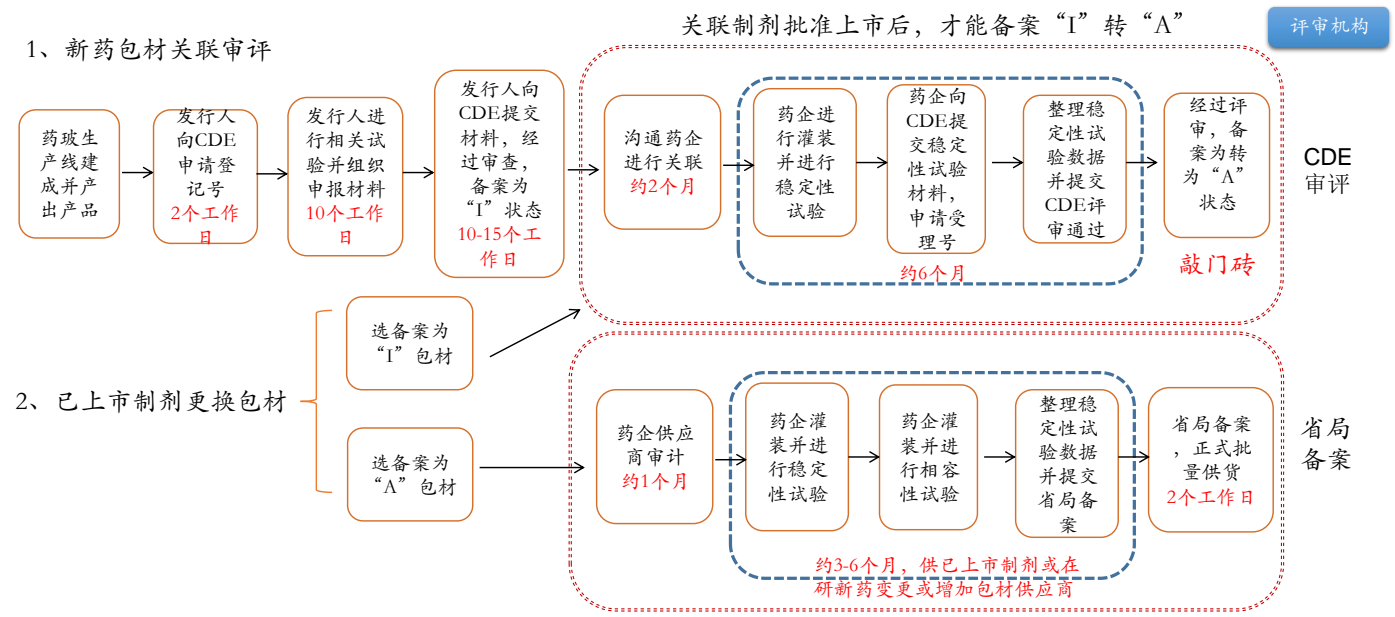 关联制剂批准上市后，才能备案“I”转“A”
评审机构
1、新药包材关联审评
药玻生
产线建
成并产
出产品
发行人
向CDE
申请登
记号
2个工作
日
发行人进
行相关试
验并组织
申报材料
10个工作
日
发行人向
CDE提交
材料，经
过审查，
备案为
“I”状态
10-15个工
作日
沟通药企
进行关联
约2个月
药企进
行灌装
并进行
稳定性
试验
药企向
CDE提
交稳定
性试验
材料，
申请受
理号
整理稳
定性试
验数据
并提交
CDE评
审通过
约6个月
经过评
审，备
案为转
为“A”
状态
敲门砖
CDE
审评
2、已上市制剂更换包材
选备案为
“I”包材
选备案为
“A”包材
药企供应
商审计
约1个月
药企灌
装并进
行稳定
性试验
药企灌
装并进
行相容
性试验
整理稳
定性试
验数据
并提交
省局备
案
约3-6个月，供已上市制剂或在
研新药变更或增加包材供应商
省局备案
，正式批
量供货
2个工作日
省局
备案